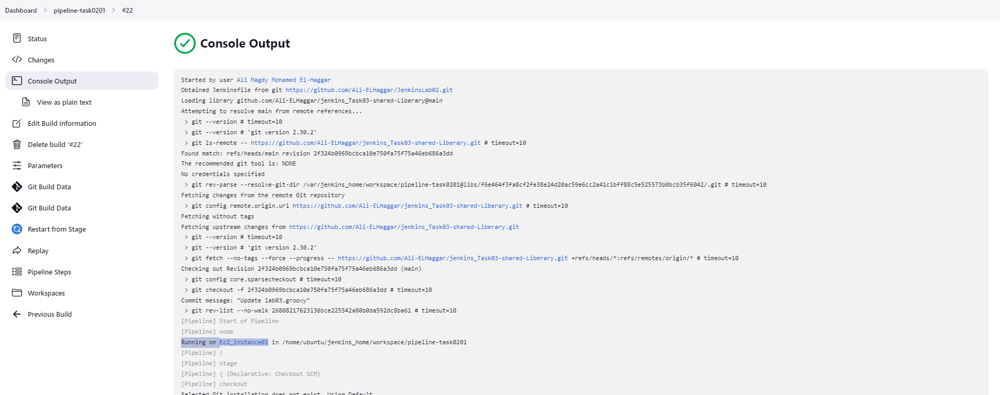 Dashboard > pipeline-task0201 > #22
Status
Changes
Console Output
View as plain text
Edit Build Information
Delete build ‘#22’
Parameters
Git Build Data
Git Build Data
Restart from Stage
Replay
Pipeline Steps
Workspaces
Previous Build
Console Output
Started by user Ali Magdy Mohamed El-Haggar
Obtained Jenkinsfile from git https://github.com/Ali-ELHaggar/JenkinsLab02.git
Loading library github.com/Ali-ELHaggar/jenkins_Task03-shared-Liberary@main
Attempting to resolve main from remote references...
 > git --version # timeout=10
 > git --version # 'git version 2.30.2'
 > git ls-remote -- https://github.com/Ali-ELHaggar/jenkins_Task03-shared-Liberary.git # timeout=10
Found match: refs/heads/main revision 2f324b0969bcbca10e750fa75f75a46eb686a3dd
The recommended git tool is: NONE
No credentials specified
 > git rev-parse --resolve-git-dir /var/jenkins_home/workspace/pipeline-task0201@libs/f6e464f3fa8cf2fe38e24d20ac59e6cc2a41c1bff88c5e525573b0bcb35f6042/.git # timeout=10
Fetching changes from the remote Git repository
 > git config remote.origin.url https://github.com/Ali-ELHaggar/jenkins_Task03-shared-Liberary.git # timeout=10
Fetching without tags
Fetching upstream changes from https://github.com/Ali-ELHaggar/jenkins_Task03-shared-Liberary.git
 > git --version # timeout=10
 > git --version # 'git version 2.30.2'
 > git fetch --no-tags --force --progress -- https://github.com/Ali-ELHaggar/jenkins_Task03-shared-Liberary.git +refs/heads/*:refs/remotes/origin/* # timeout=10
Checking out Revision 2f324b0969bcbca10e750fa75f75a46eb686a3dd (main)
 > git config core.sparsecheckout # timeout=10
 > git checkout -f 2f324b0969bcbca10e750fa75f75a46eb686a3dd # timeout=10
Commit message: "Update lab03.groovy"
 > git rev-list --no-walk 26808217623136bce225542a80b0da592dc8ba61 # timeout=10
[Pipeline] Start of Pipeline
[Pipeline] node
Running on Ec2_instance01 in /home/ubuntu/jenkins_home/workspace/pipeline-task0201
[Pipeline] {
[Pipeline] stage
[Pipeline] { (Declarative: Checkout SCM)
[Pipeline] checkout
Selected Git installation does not exist. Using Default